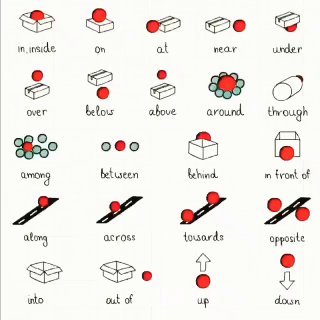 in, inside
on
at
near
under
over
below
above
around
through
among
between
behind
in front of
along
across
towards
opposite
into
out of
up
down